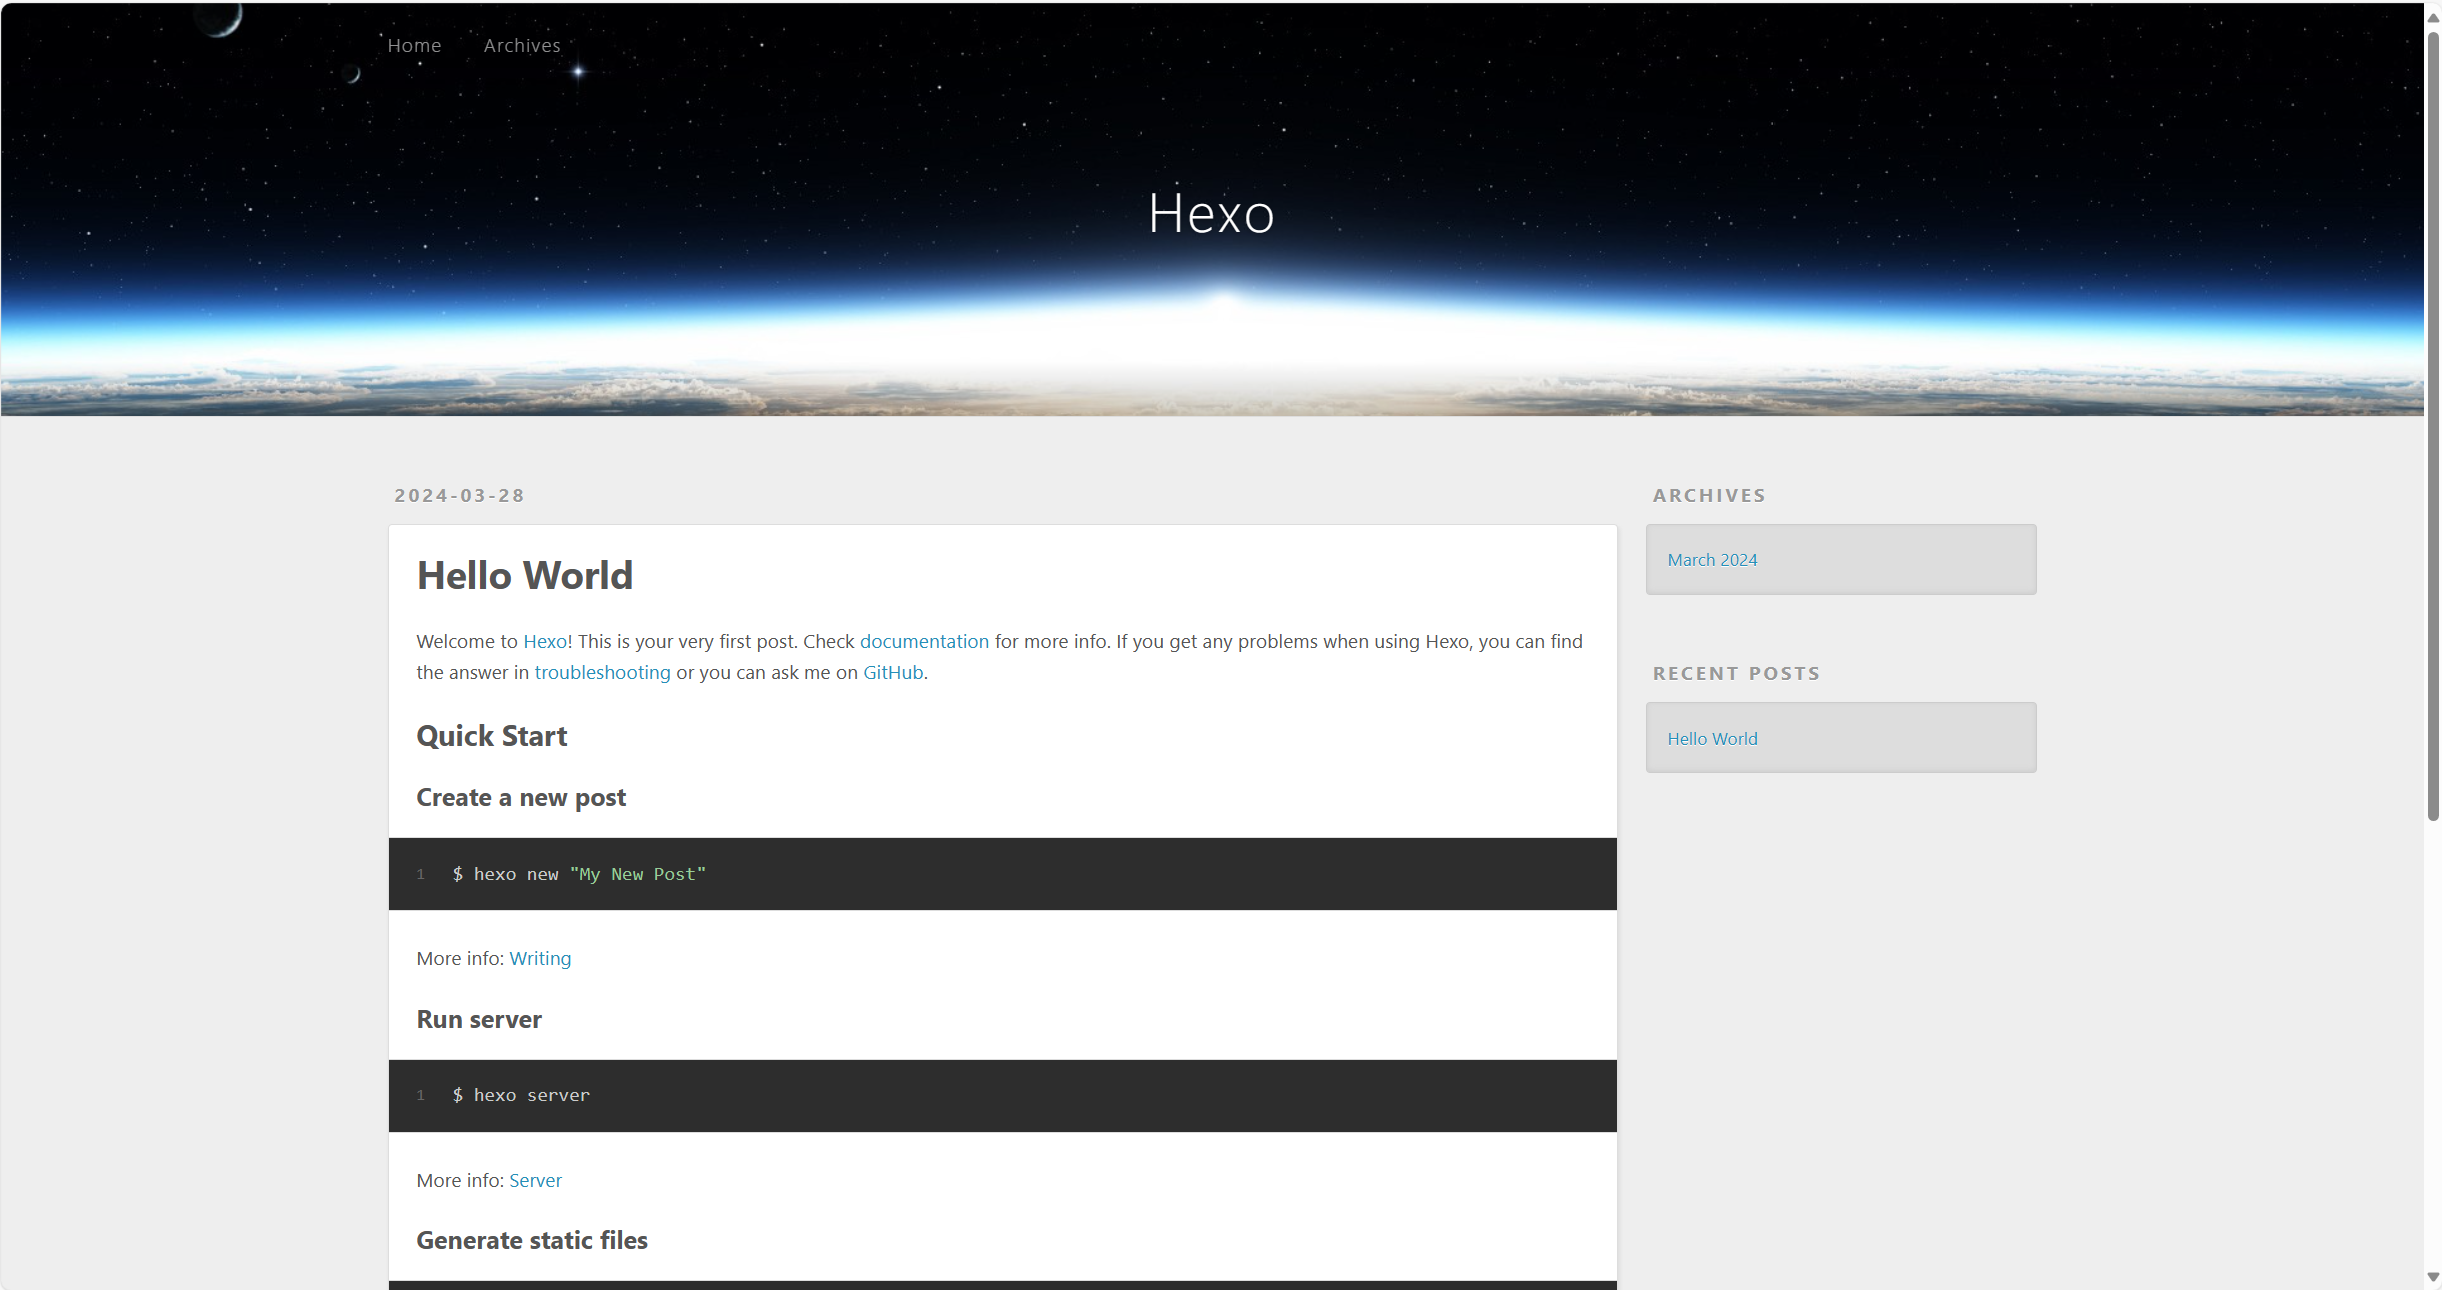 Home Archives
Hexo
2024-03-28
Hello World
Welcome to Hexo! This is your very first post. Check documentation for more info. If you get any problems when using Hexo, you can find
the answer in troubleshooting or you can ask me on GitHub.
Quick Start
Create a new post
1 $ hexo new "My New Post"
More info: Writing
Run server
1 $ hexo server
More info: Server
Generate static files
ARCHIVES
March 2024
RECENT POSTS
Hello World